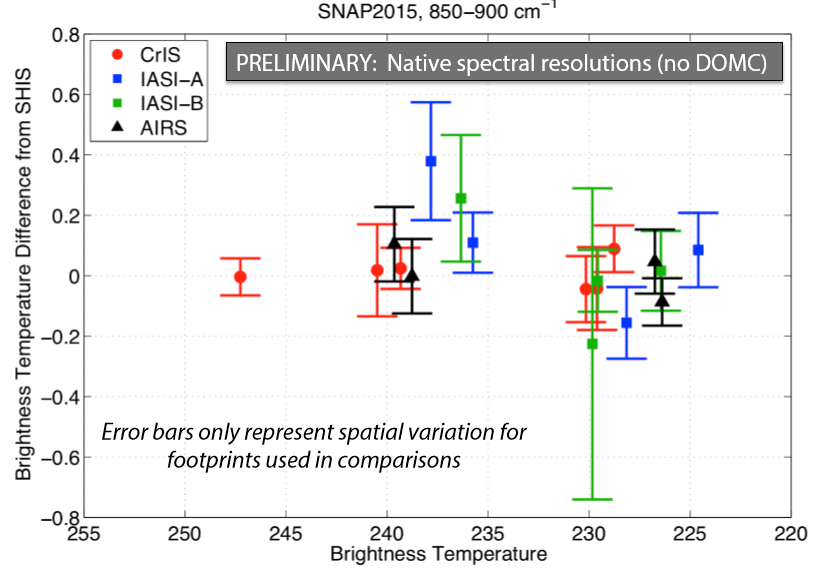 SNAP2015, 850−900 cm⁻¹
PRELIMINARY: Native spectral resolutions (no DOMC)
CrIS
IASI−A
IASI−B
AIRS
Brightness Temperature Difference from SHIS
0.8
0.6
0.4
0.2
0
−0.2
−0.4
−0.6
−0.8
Error bars only represent spatial variation for
footprints used in comparisons
255 250 245 240 235 230 225 220
Brightness Temperature